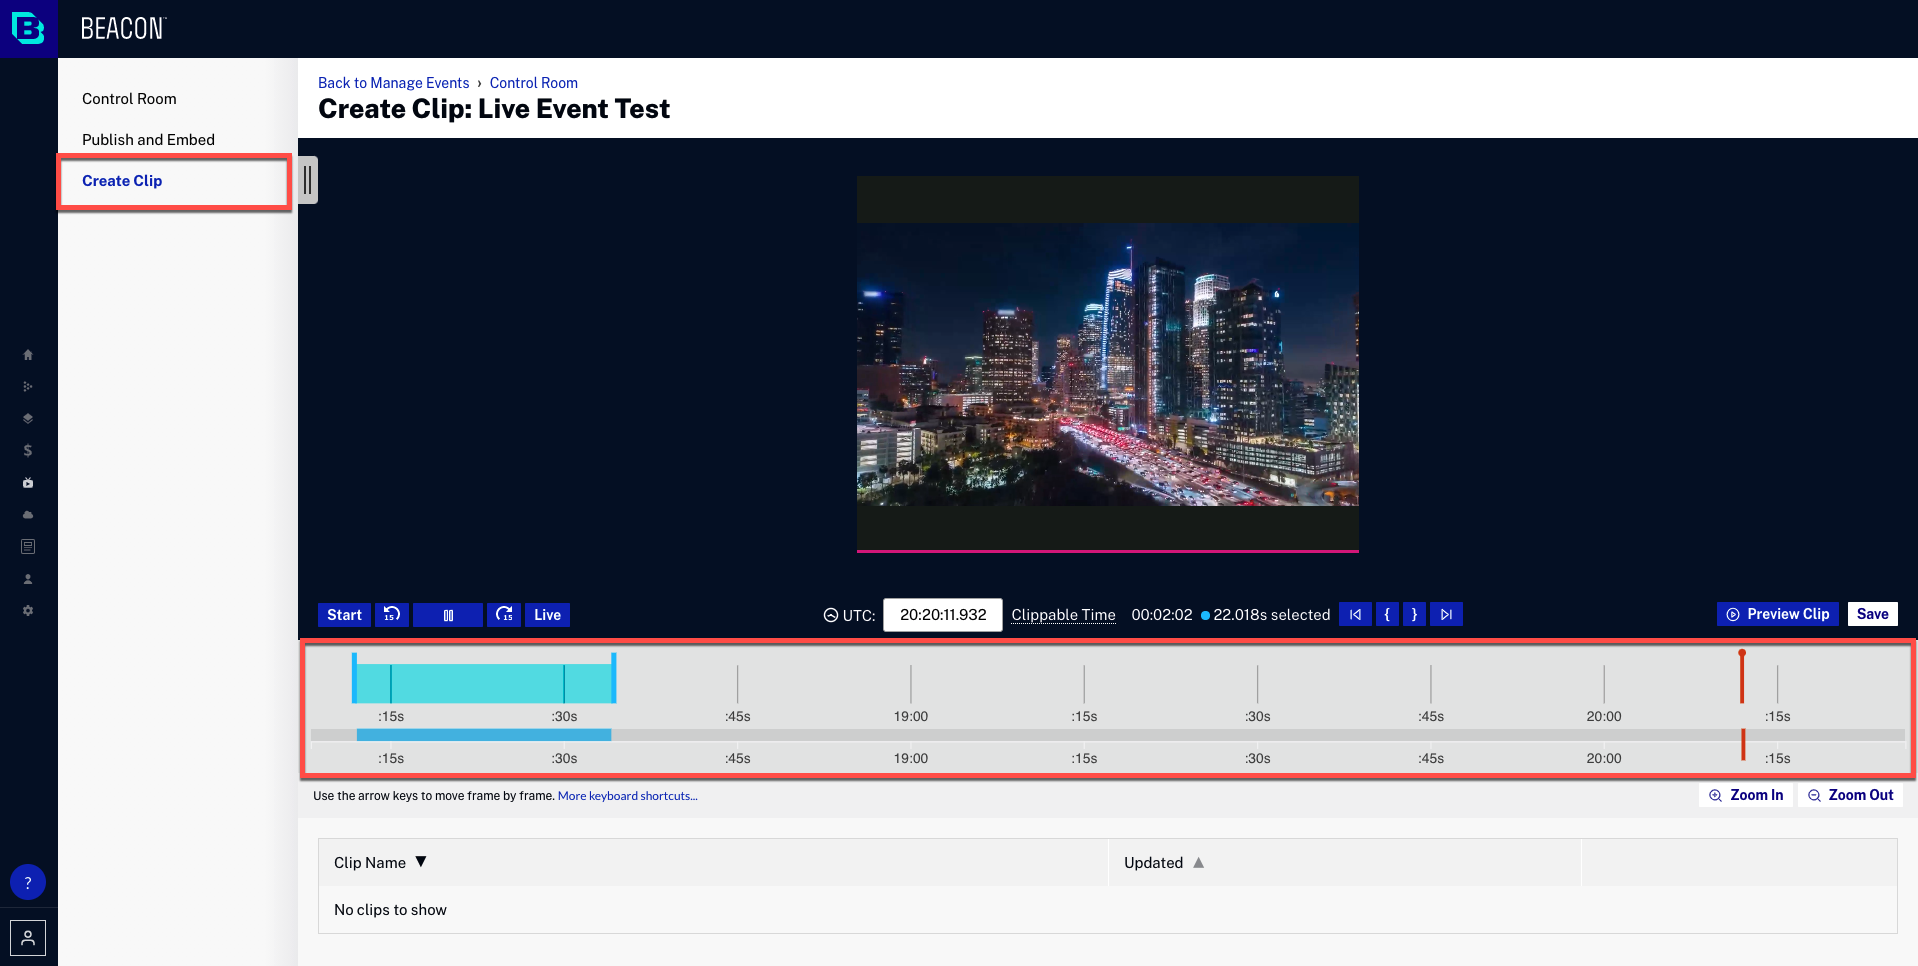 BEACON
Control Room
Publish and Embed
Create Clip
Back to Manage Events › Control Room
Create Clip: Live Event Test
Start 15 15 Live
UTC: 20:20:11.932 Clippable Time 00:02:02 22.018s selected { }
Preview Clip Save
:15s :30s :45s 19:00 :15s :30s :45s 20:00 :15s
:15s :30s :45s 19:00 :15s :30s :45s 20:00 :15s
Use the arrow keys to move frame by frame. More keyboard shortcuts...
Zoom In Zoom Out
Clip Name ▼ Updated ▲
No clips to show
?